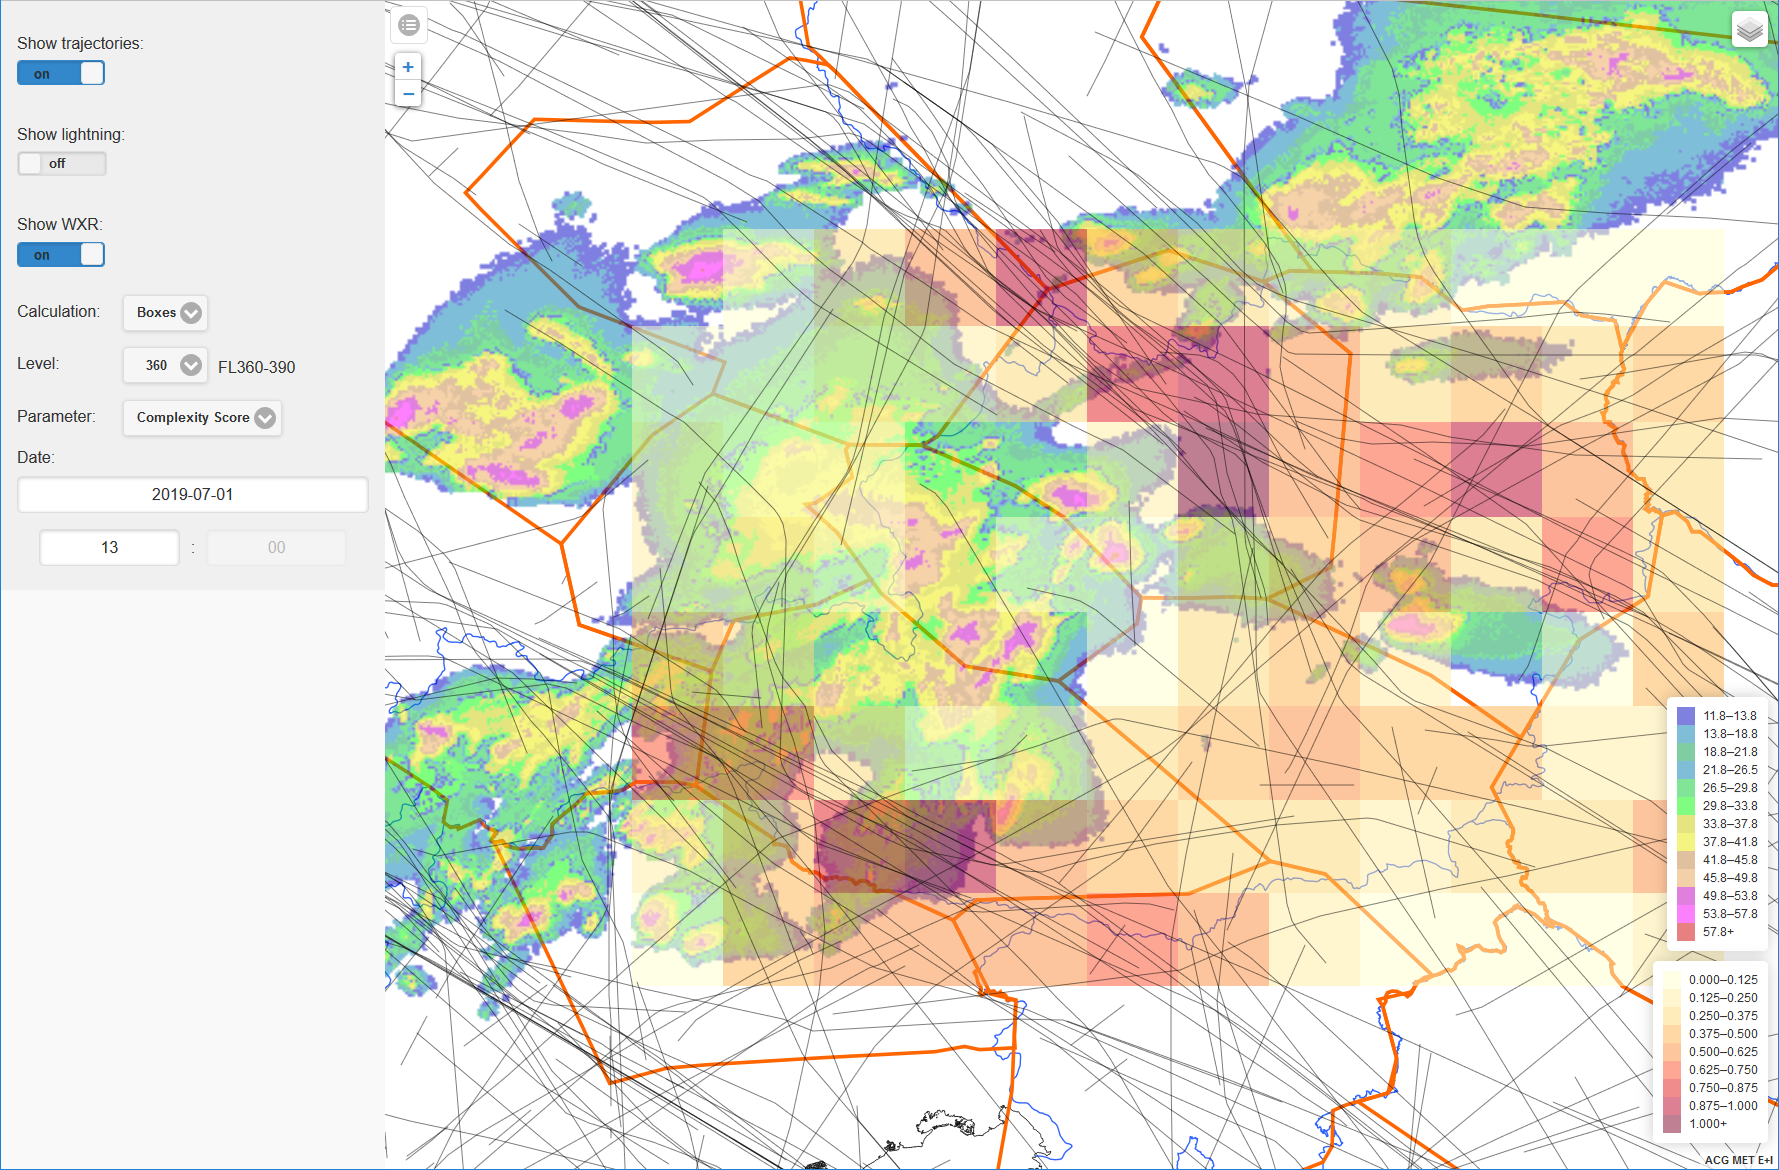 Show trajectories:
on
Show lightning:
off
Show WXR:
on
Calculation: Boxes
Level: 360 FL360-390
Parameter: Complexity Score
Date:
2019-07-01
13 : 00
+
−
11.8–13.8
13.8–18.8
18.8–21.8
21.8–26.5
26.5–29.8
29.8–33.8
33.8–37.8
37.8–41.8
41.8–45.8
45.8–49.8
49.8–53.8
53.8–57.8
57.8+
0.000–0.125
0.125–0.250
0.250–0.375
0.375–0.500
0.500–0.625
0.625–0.750
0.750–0.875
0.875–1.000
1.000+
ACG MET E+I